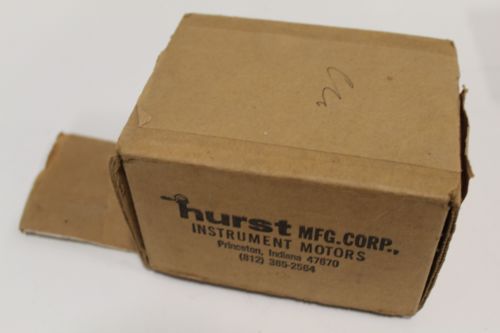 hurst MFG.CORP.,
INSTRUMENT MOTORS
Princeton, Indiana 47670
(812) 385-2564